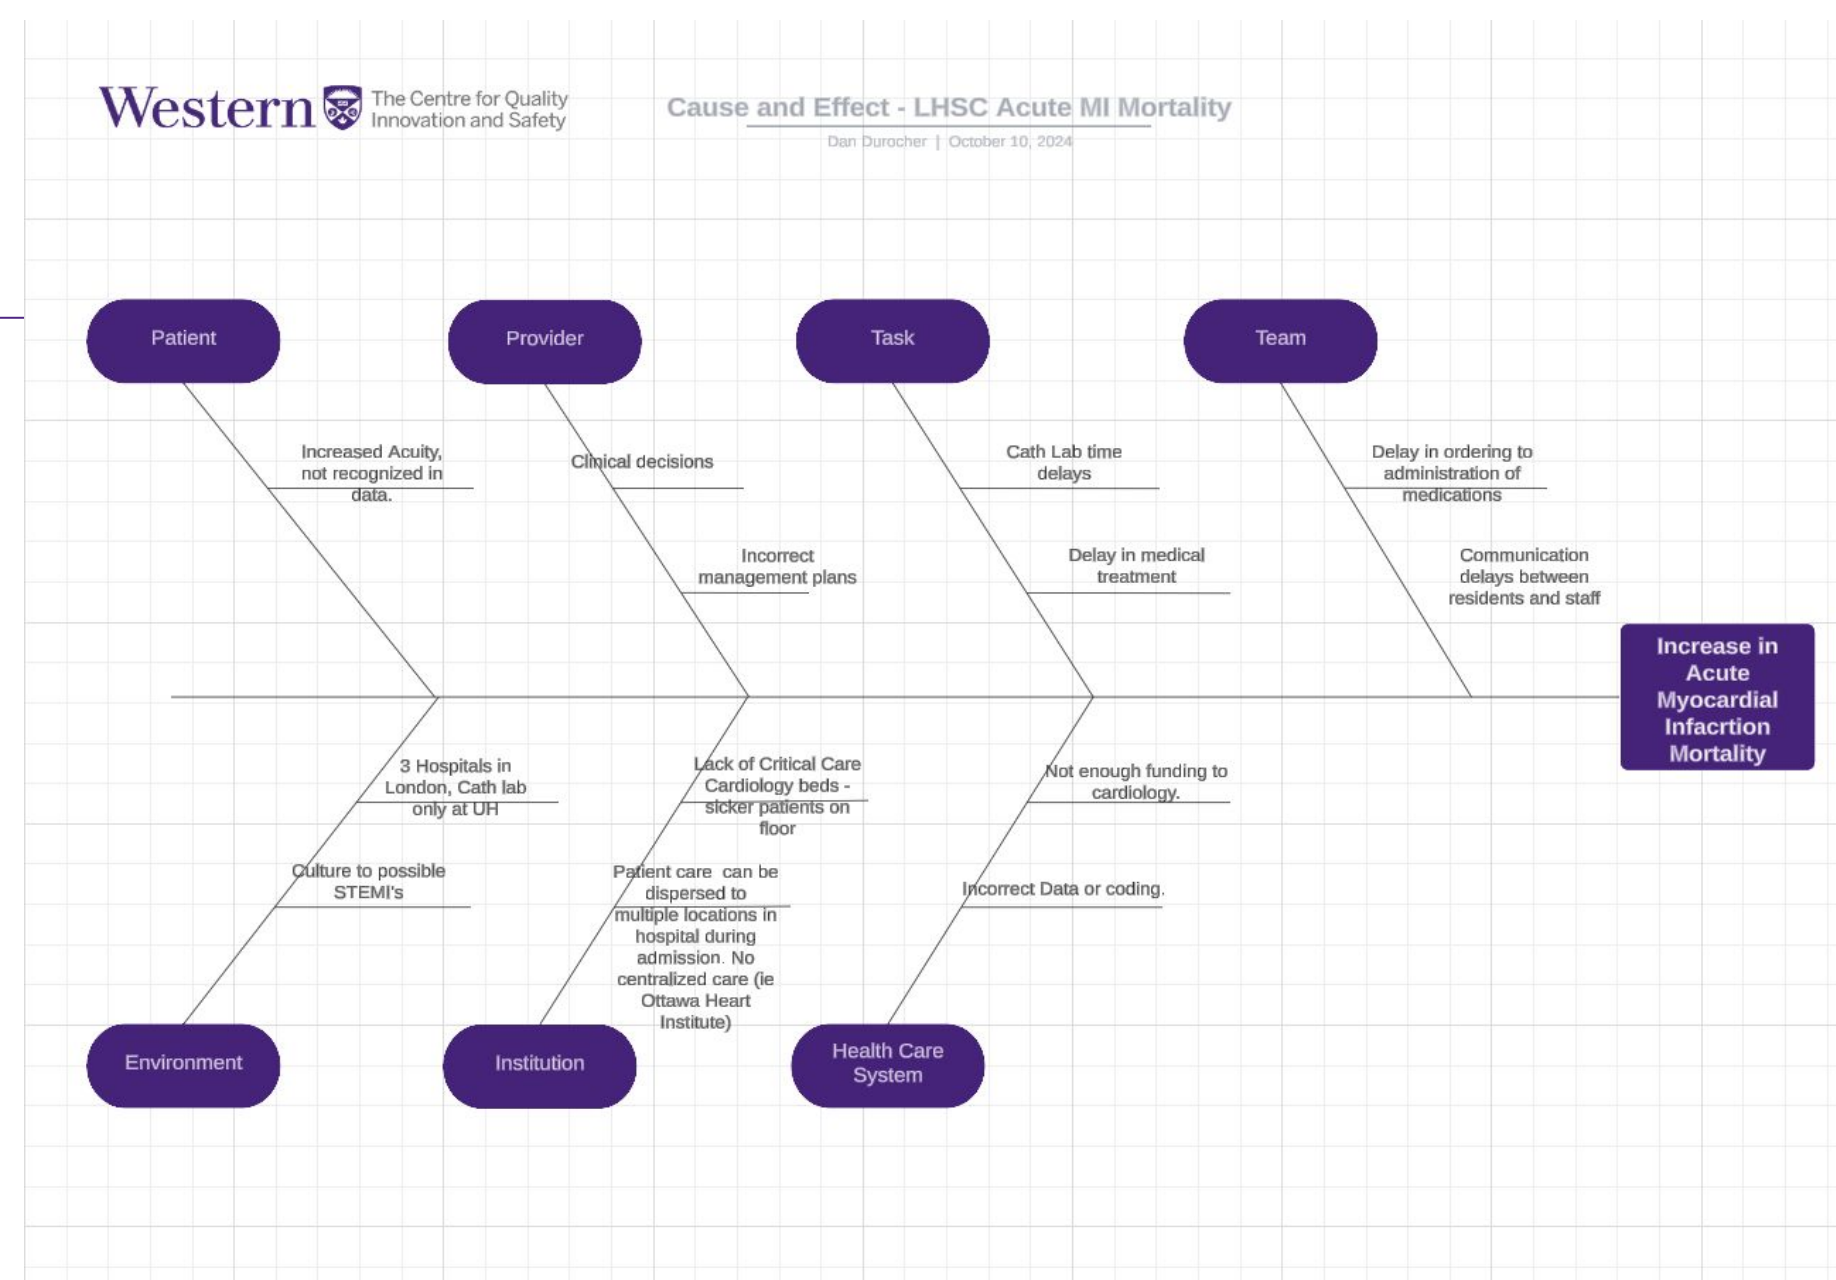 Western
The Centre for Quality
Innovation and Safety
Cause and Effect - LHSC Acute MI Mortality
Dan Durocher | October 10, 2024
Patient
Provider
Task
Team
Increased Acuity,
not recognized in
data.
Clinical decisions
Cath Lab time
delays
Delay in ordering to
administration of
medications
Incorrect
management plans
Delay in medical
treatment
Communication
delays between
residents and staff
Increase in
Acute
Myocardial
Infacrtion
Mortality
3 Hospitals in
London, Cath lab
only at UH
Lack of Critical Care
Cardiology beds -
sicker patients on
floor
Not enough funding to
cardiology.
Culture to possible
STEMI's
Patient care  can be
dispersed to
multiple locations in
hospital during
admission. No
centralized care (ie
Ottawa Heart
Institute)
Incorrect Data or coding.
Environment
Institution
Health Care
System